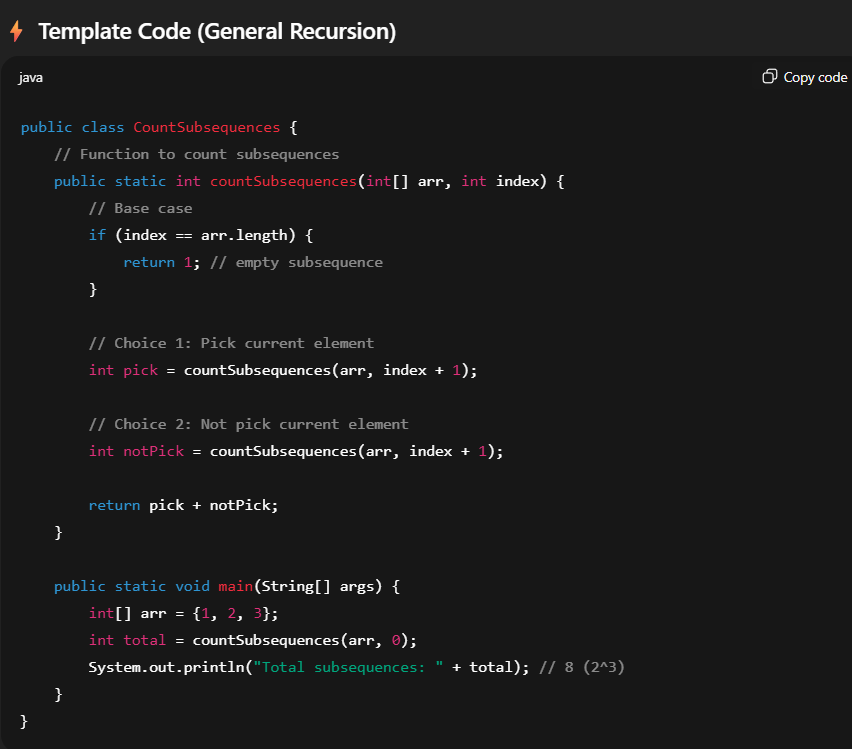 ⚡ Template Code (General Recursion)
java
Copy code
public class CountSubsequences {
    // Function to count subsequences
    public static int countSubsequences(int[] arr, int index) {
        // Base case
        if (index == arr.length) {
            return 1; // empty subsequence
        }

        // Choice 1: Pick current element
        int pick = countSubsequences(arr, index + 1);

        // Choice 2: Not pick current element
        int notPick = countSubsequences(arr, index + 1);

        return pick + notPick;
    }

    public static void main(String[] args) {
        int[] arr = {1, 2, 3};
        int total = countSubsequences(arr, 0);
        System.out.println("Total subsequences: " + total); // 8 (2^3)
    }
}